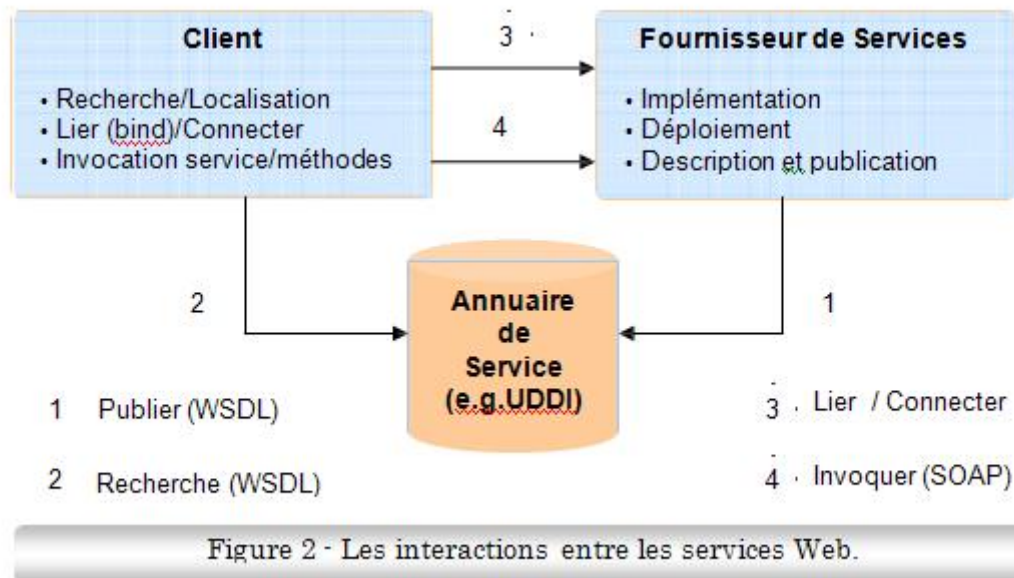 Client
• Recherche/Localisation
• Lier (bind)/Connecter
• Invocation service/méthodes
3 .
4
Fournisseur de Services
• Implémentation
• Déploiement
• Description et publication
2
Annuaire
de
Service
(e.g.UDDI)
1
1 Publier (WSDL)
2 Recherche (WSDL)
3 . Lier / Connecter
4 . Invoquer (SOAP)
Figure 2 - Les interactions entre les services Web.